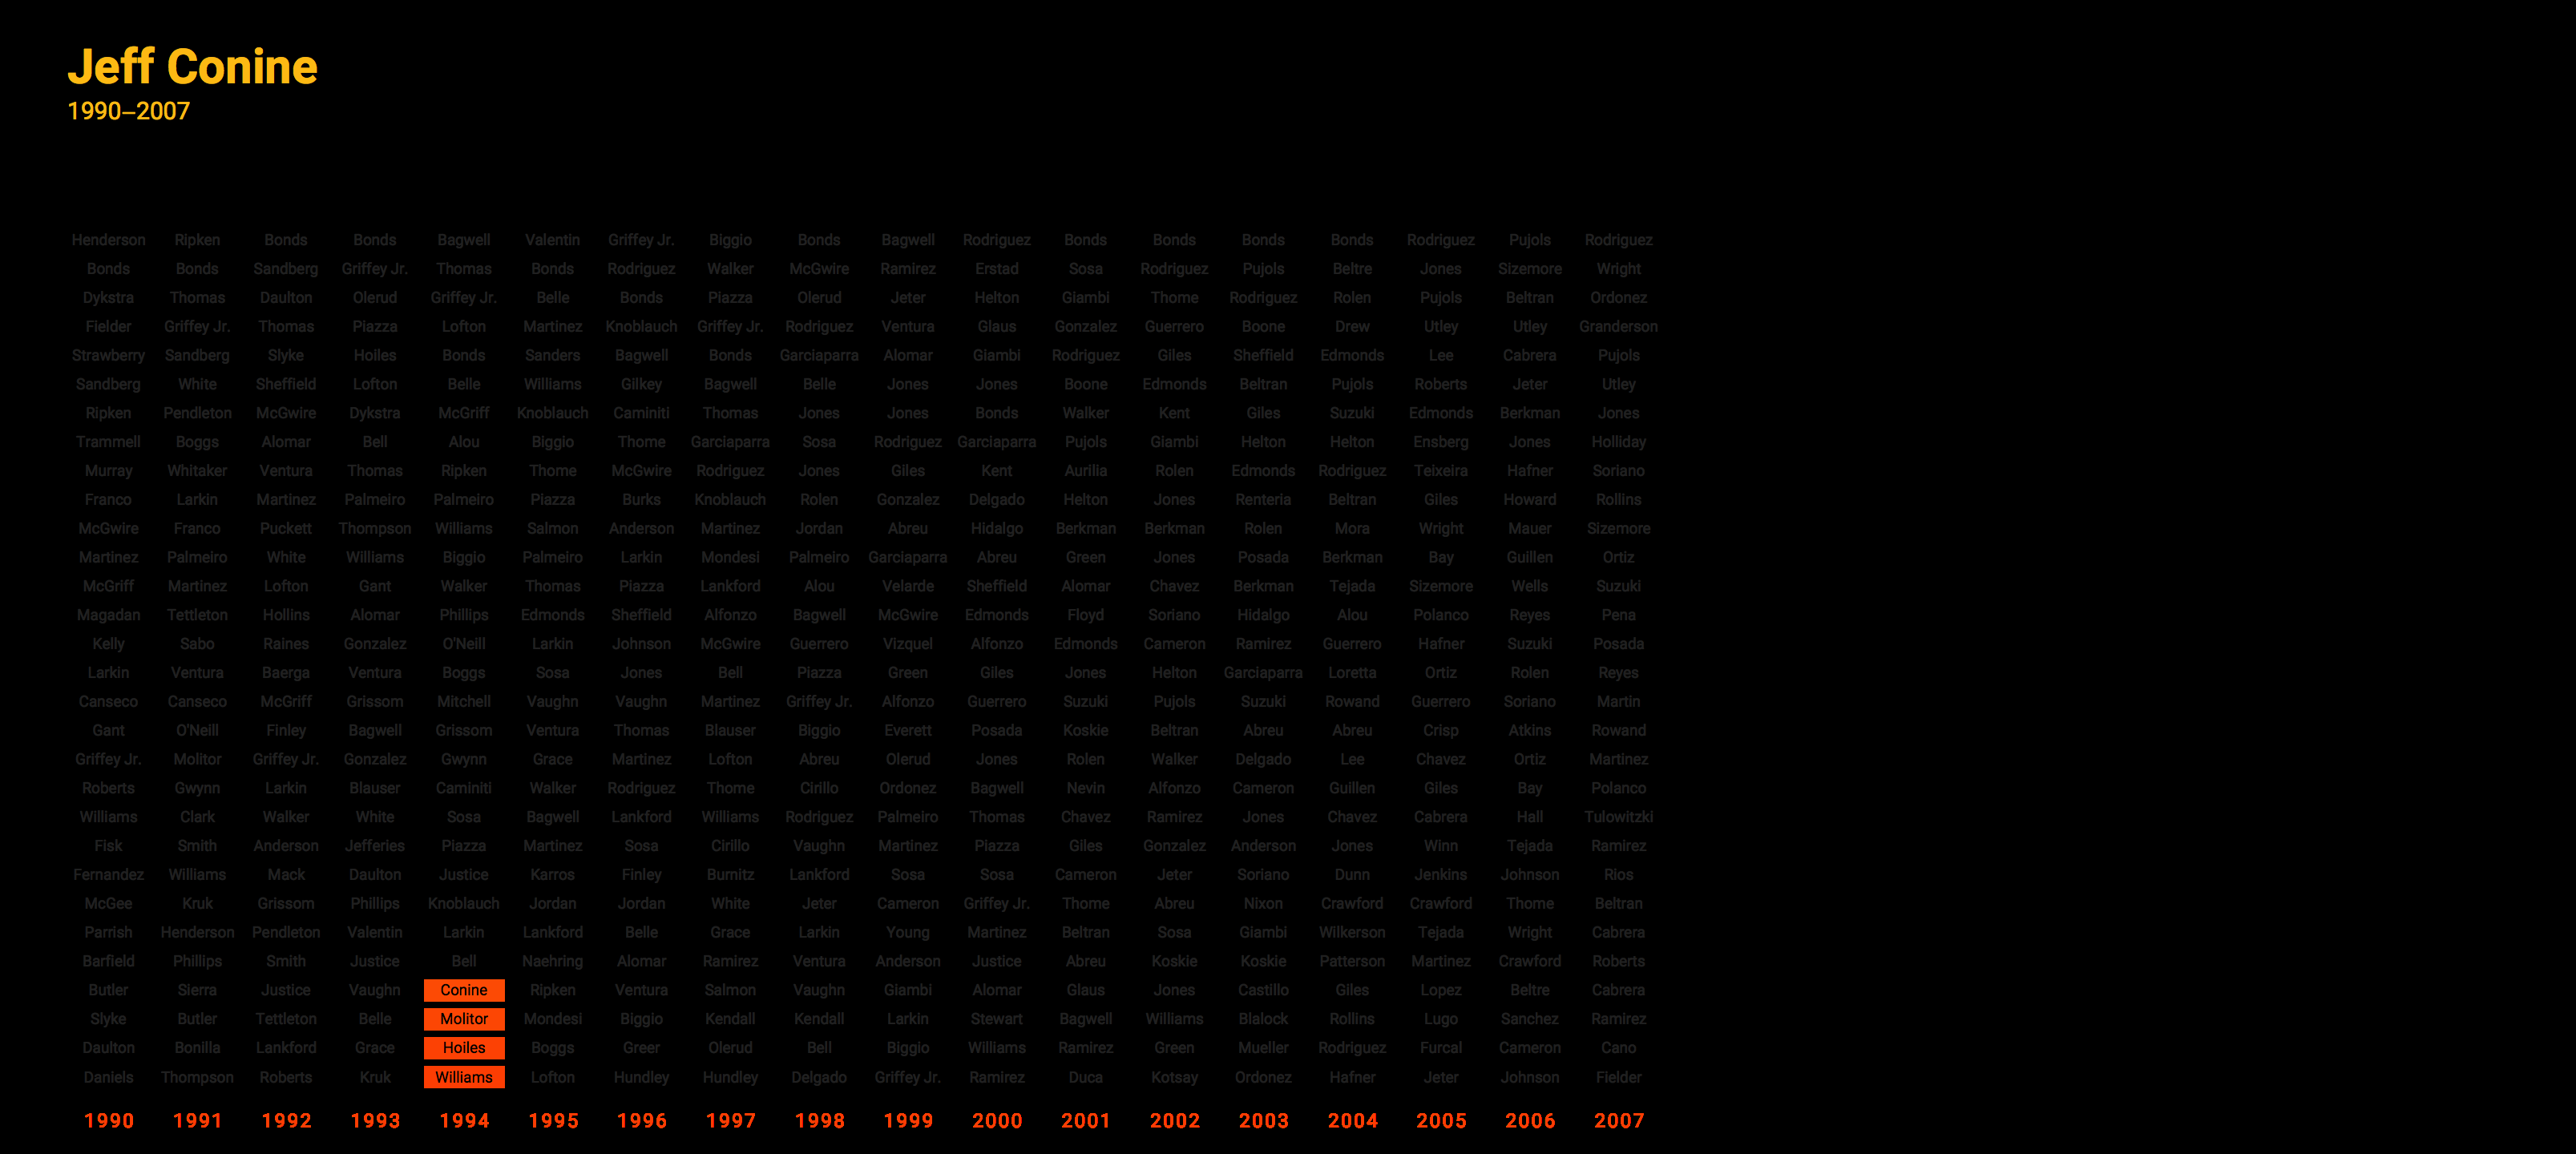 Jeff Conine
1990–2007
Henderson Ripken Bonds Bonds Bagwell Valentin Griffey Jr. Biggio Bonds Bagwell Rodriguez Bonds Bonds Bonds Bonds Rodriguez Pujols Rodriguez
Bonds Bonds Sandberg Griffey Jr. Thomas Bonds Rodriguez Walker McGwire Ramirez Erstad Sosa Rodriguez Pujols Beltre Jones Sizemore Wright
Dykstra Thomas Daulton Olerud Griffey Jr. Belle Bonds Piazza Olerud Jeter Helton Giambi Thome Rodriguez Rolen Pujols Beltran Ordonez
Fielder Griffey Jr. Thomas Piazza Lofton Martinez Knoblauch Griffey Jr. Rodriguez Ventura Glaus Gonzalez Guerrero Boone Drew Utley Utley Granderson
Strawberry Sandberg Slyke Hoiles Bonds Sanders Bagwell Bonds Garciaparra Alomar Giambi Rodriguez Giles Sheffield Edmonds Lee Cabrera Pujols
Sandberg White Sheffield Lofton Belle Williams Gilkey Bagwell Belle Jones Jones Boone Edmonds Beltran Pujols Roberts Jeter Utley
Ripken Pendleton McGwire Dykstra McGriff Knoblauch Caminiti Thomas Jones Jones Bonds Walker Kent Giles Suzuki Edmonds Berkman Jones
Trammell Boggs Alomar Bell Alou Biggio Thome Garciaparra Sosa Rodriguez Garciaparra Pujols Giambi Helton Helton Ensberg Jones Holliday
Murray Whitaker Ventura Thomas Ripken Thome McGwire Rodriguez Jones Giles Kent Aurilia Rolen Edmonds Rodriguez Teixeira Hafner Soriano
Franco Larkin Martinez Palmeiro Palmeiro Piazza Burks Knoblauch Rolen Gonzalez Delgado Helton Jones Renteria Beltran Giles Howard Rollins
McGwire Franco Puckett Thompson Williams Salmon Anderson Martinez Jordan Abreu Hidalgo Berkman Berkman Rolen Mora Wright Mauer Sizemore
Martinez Palmeiro White Williams Biggio Palmeiro Larkin Mondesi Palmeiro Garciaparra Abreu Green Jones Posada Berkman Bay Guillen Ortiz
McGriff Martinez Lofton Gant Walker Thomas Piazza Lankford Alou Velarde Sheffield Alomar Chavez Berkman Tejada Sizemore Wells Suzuki
Magadan Tettleton Hollins Alomar Phillips Edmonds Sheffield Alfonzo Bagwell McGwire Edmonds Floyd Soriano Hidalgo Alou Polanco Reyes Pena
Kelly Sabo Raines Gonzalez O'Neill Larkin Johnson McGwire Guerrero Vizquel Alfonzo Edmonds Cameron Ramirez Guerrero Hafner Suzuki Posada
Larkin Ventura Baerga Ventura Boggs Sosa Jones Bell Piazza Green Giles Jones Helton Garciaparra Loretta Ortiz Rolen Reyes
Canseco Canseco McGriff Grissom Mitchell Vaughn Vaughn Martinez Griffey Jr. Alfonzo Guerrero Suzuki Pujols Suzuki Rowand Guerrero Soriano Martin
Gant O'Neill Finley Bagwell Grissom Ventura Thomas Blauser Biggio Everett Posada Koskie Beltran Abreu Abreu Crisp Atkins Rowand
Griffey Jr. Molitor Griffey Jr. Gonzalez Gwynn Grace Martinez Lofton Abreu Olerud Jones Rolen Walker Delgado Lee Chavez Ortiz Martinez
Roberts Gwynn Larkin Blauser Caminiti Walker Rodriguez Thome Cirillo Ordonez Bagwell Nevin Alfonzo Cameron Guillen Giles Bay Polanco
Williams Clark Walker White Sosa Bagwell Lankford Williams Rodriguez Palmeiro Thomas Chavez Ramirez Jones Chavez Cabrera Hall Tulowitzki
Fisk Smith Anderson Jefferies Piazza Martinez Sosa Cirillo Vaughn Martinez Piazza Giles Gonzalez Anderson Jones Winn Tejada Ramirez
Fernandez Williams Mack Daulton Justice Karros Finley Burnitz Lankford Sosa Sosa Cameron Jeter Soriano Dunn Jenkins Johnson Rios
McGee Kruk Grissom Phillips Knoblauch Jordan Jordan White Jeter Cameron Griffey Jr. Thome Abreu Nixon Crawford Crawford Thome Beltran
Parrish Henderson Pendleton Valentin Larkin Lankford Belle Grace Larkin Young Martinez Beltran Sosa Giambi Wilkerson Tejada Wright Cabrera
Barfield Phillips Smith Justice Bell Naehring Alomar Ramirez Ventura Anderson Justice Abreu Koskie Koskie Patterson Martinez Crawford Roberts
Butler Sierra Justice Vaughn Conine Ripken Ventura Salmon Vaughn Giambi Alomar Glaus Jones Castillo Giles Lopez Beltre Cabrera
Slyke Butler Tettleton Belle Molitor Mondesi Biggio Kendall Kendall Larkin Stewart Bagwell Williams Blalock Rollins Lugo Sanchez Ramirez
Daulton Bonilla Lankford Grace Hoiles Boggs Greer Olerud Bell Biggio Williams Ramirez Green Mueller Rodriguez Furcal Cameron Cano
Daniels Thompson Roberts Kruk Williams Lofton Hundley Hundley Delgado Griffey Jr. Ramirez Duca Kotsay Ordonez Hafner Jeter Johnson Fielder
1990 1991 1992 1993 1994 1995 1996 1997 1998 1999 2000 2001 2002 2003 2004 2005 2006 2007